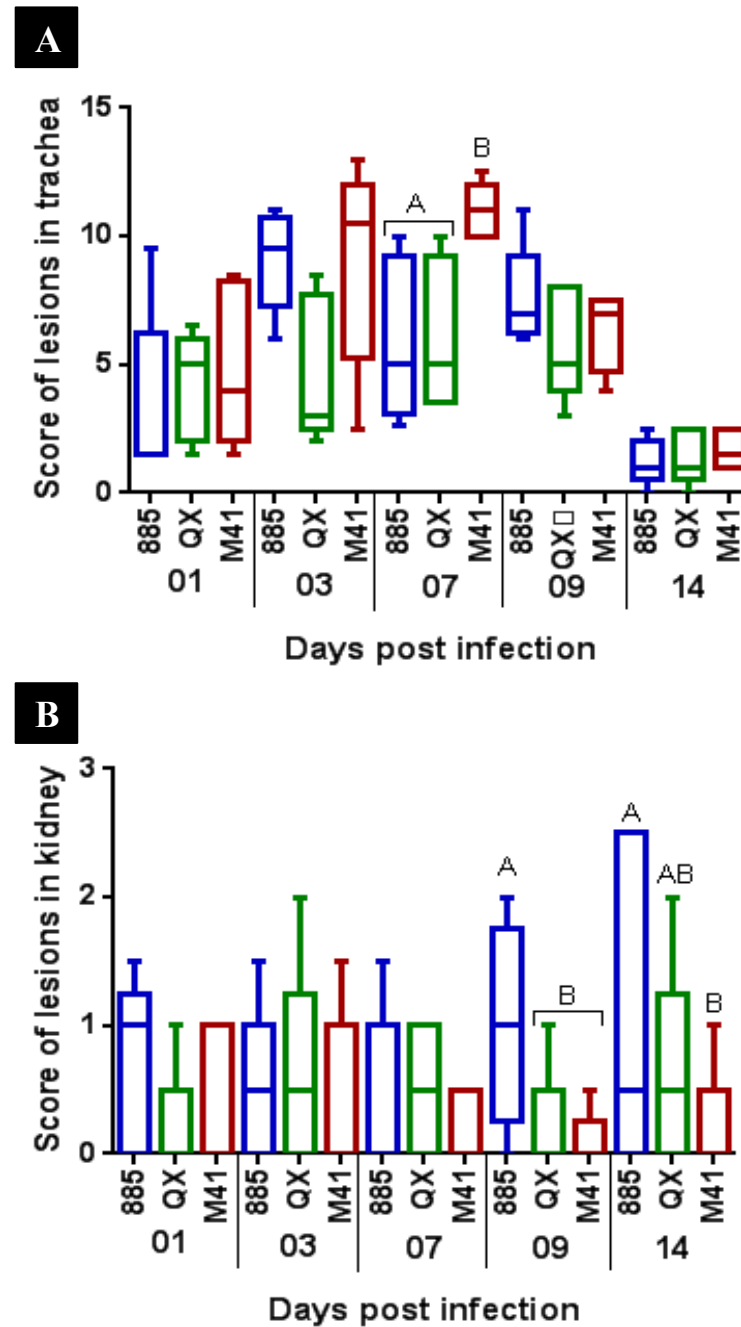 A
Score of lesions in trachea
15
10
5
0
A
B
885 QX M41 885 QX M41 885 QX M41 885 QX□ M41 885 QX M41
01 03 07 09 14
Days post infection
B
Score of lesions in kidney
3
2
1
0
A
B
A
AB
B
885 QX M41 885 QX M41 885 QX M41 885 QX M41 885 QX M41
01 03 07 09 14
Days post infection